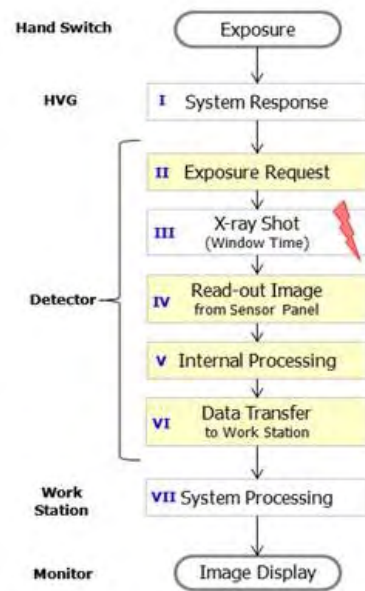 Hand Switch
Exposure
HVG
I System Response
II Exposure Request
III X-ray Shot
(Window Time)
Detector
IV Read-out Image
from Sensor Panel
V Internal Processing
VI Data Transfer
to Work Station
Work
Station
VII System Processing
Monitor
Image Display